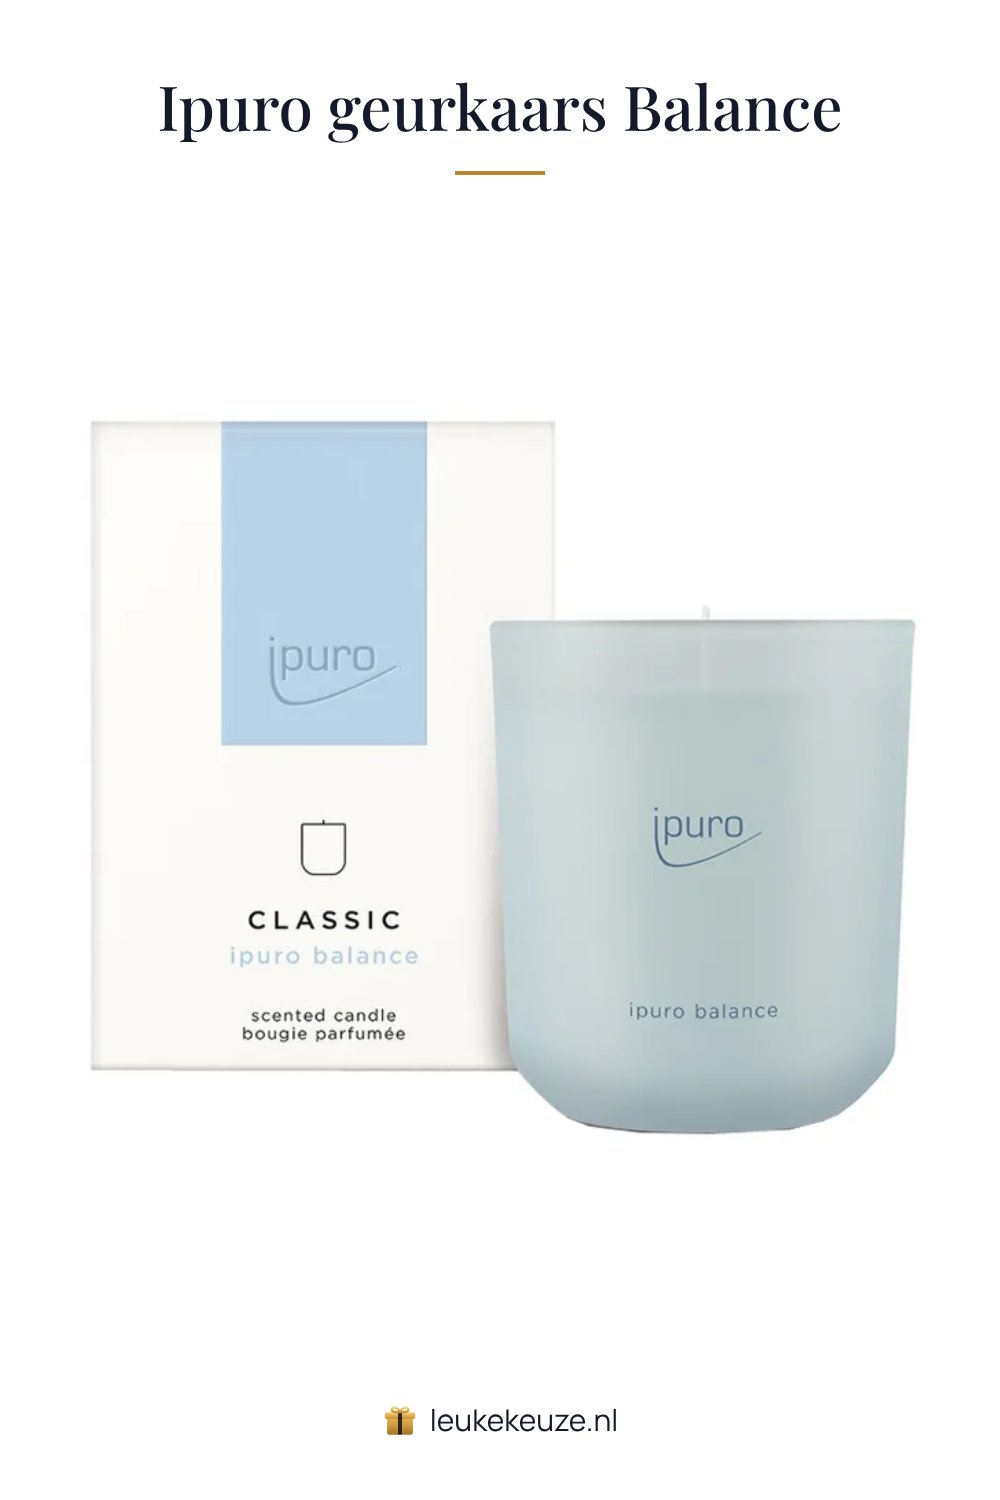 Ipuro geurkaars Balance
ipuro
CLASSIC
ipuro balance
scented candle
bougie parfumée
ipuro
ipuro balance
leukekeuze.nl